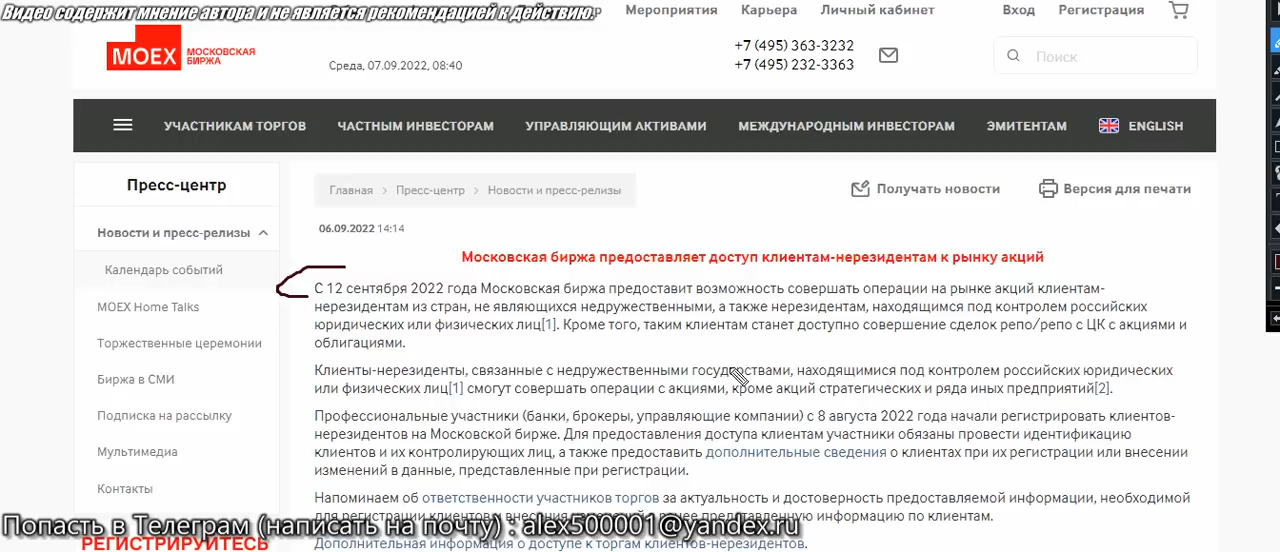 Видео содержит мнение автора и не является рекомендацией к действию.
Мероприятия Карьера Личный кабинет Вход Регистрация
MOEX МОСКОВСКАЯ БИРЖА
Среда, 07.09.2022, 08:40
+7 (495) 363-3232
+7 (495) 232-3363
Поиск
УЧАСТНИКАМ ТОРГОВ ЧАСТНЫМ ИНВЕСТОРАМ УПРАВЛЯЮЩИМ АКТИВАМИ МЕЖДУНАРОДНЫМ ИНВЕСТОРАМ ЭМИТЕНТАМ ENGLISH
Пресс-центр
Новости и пресс-релизы
Календарь событий
MOEX Home Talks
Торжественные церемонии
Биржа в СМИ
Подписка на рассылку
Мультимедиа
Контакты
РЕГИСТРИРУЙТЕСЬ
Главная > Пресс-центр > Новости и пресс-релизы
Получать новости Версия для печати
06.09.2022 14:14
Московская биржа предоставляет доступ клиентам-нерезидентам к рынку акций
С 12 сентября 2022 года Московская биржа предоставит возможность совершать операции на рынке акций клиентам-
нерезидентам из стран, не являющихся недружественными, а также нерезидентам, находящимся под контролем российских
юридических или физических лиц[1]. Кроме того, таким клиентам станет доступно совершение сделок репо/репо с ЦК с акциями и
облигациями.
Клиенты-нерезиденты, связанные с недружественными государствами, находящимися под контролем российских юридических
или физических лиц[1] смогут совершать операции с акциями, кроме акций стратегических и ряда иных предприятий[2].
Профессиональные участники (банки, брокеры, управляющие компании) с 8 августа 2022 года начали регистрировать клиентов-
нерезидентов на Московской бирже. Для предоставления доступа клиентам участники обязаны провести идентификацию
клиентов и их контролирующих лиц, а также предоставить дополнительные сведения о клиентах при их регистрации или внесении
изменений в данные, представленные при регистрации.
Напоминаем об ответственности участников торгов за актуальность и достоверность предоставляемой информации, необходимой
для регистрации клиентов и внесения изменений в ранее представленную информацию по клиентам.
Дополнительная информация о доступе к торгам клиентов-нерезидентов.
Попасть в Телеграм (написать на почту) : alex500001@yandex.ru